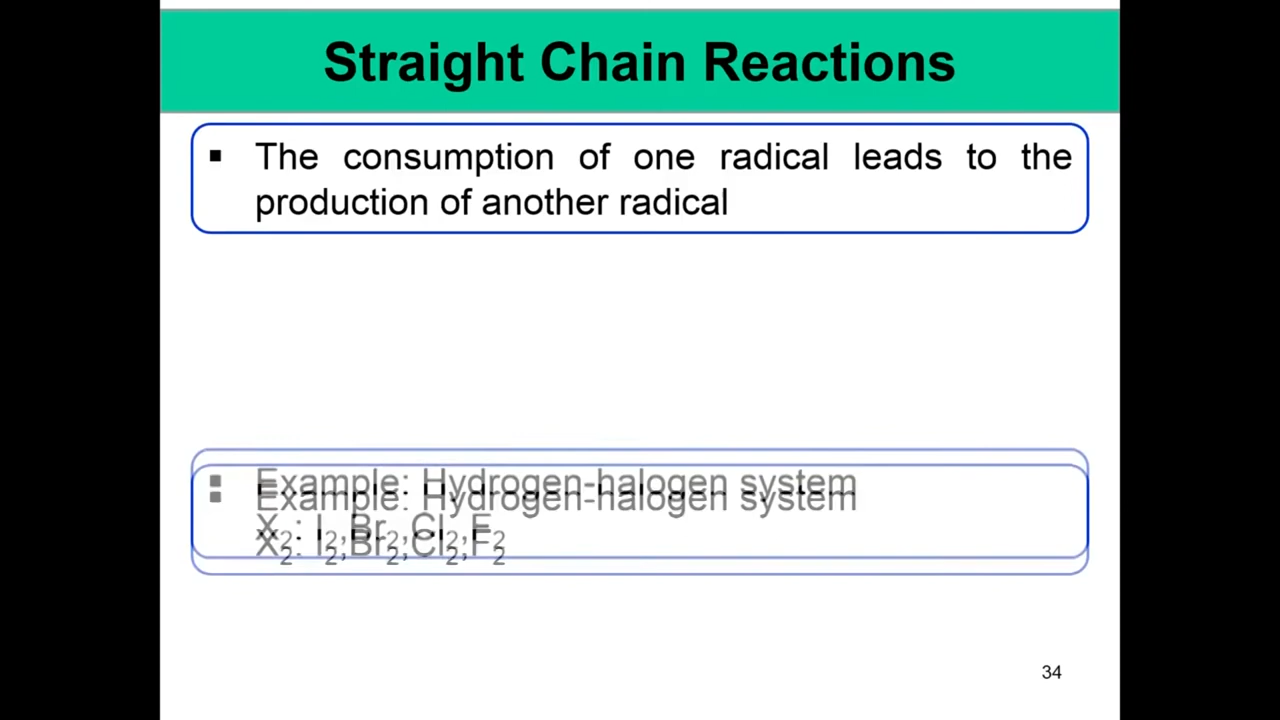 Straight Chain Reactions
▪ The consumption of one radical leads to the
production of another radical
▪ Example: Hydrogen-halogen system
X₂: I₂,Br₂,Cl₂,F₂
34